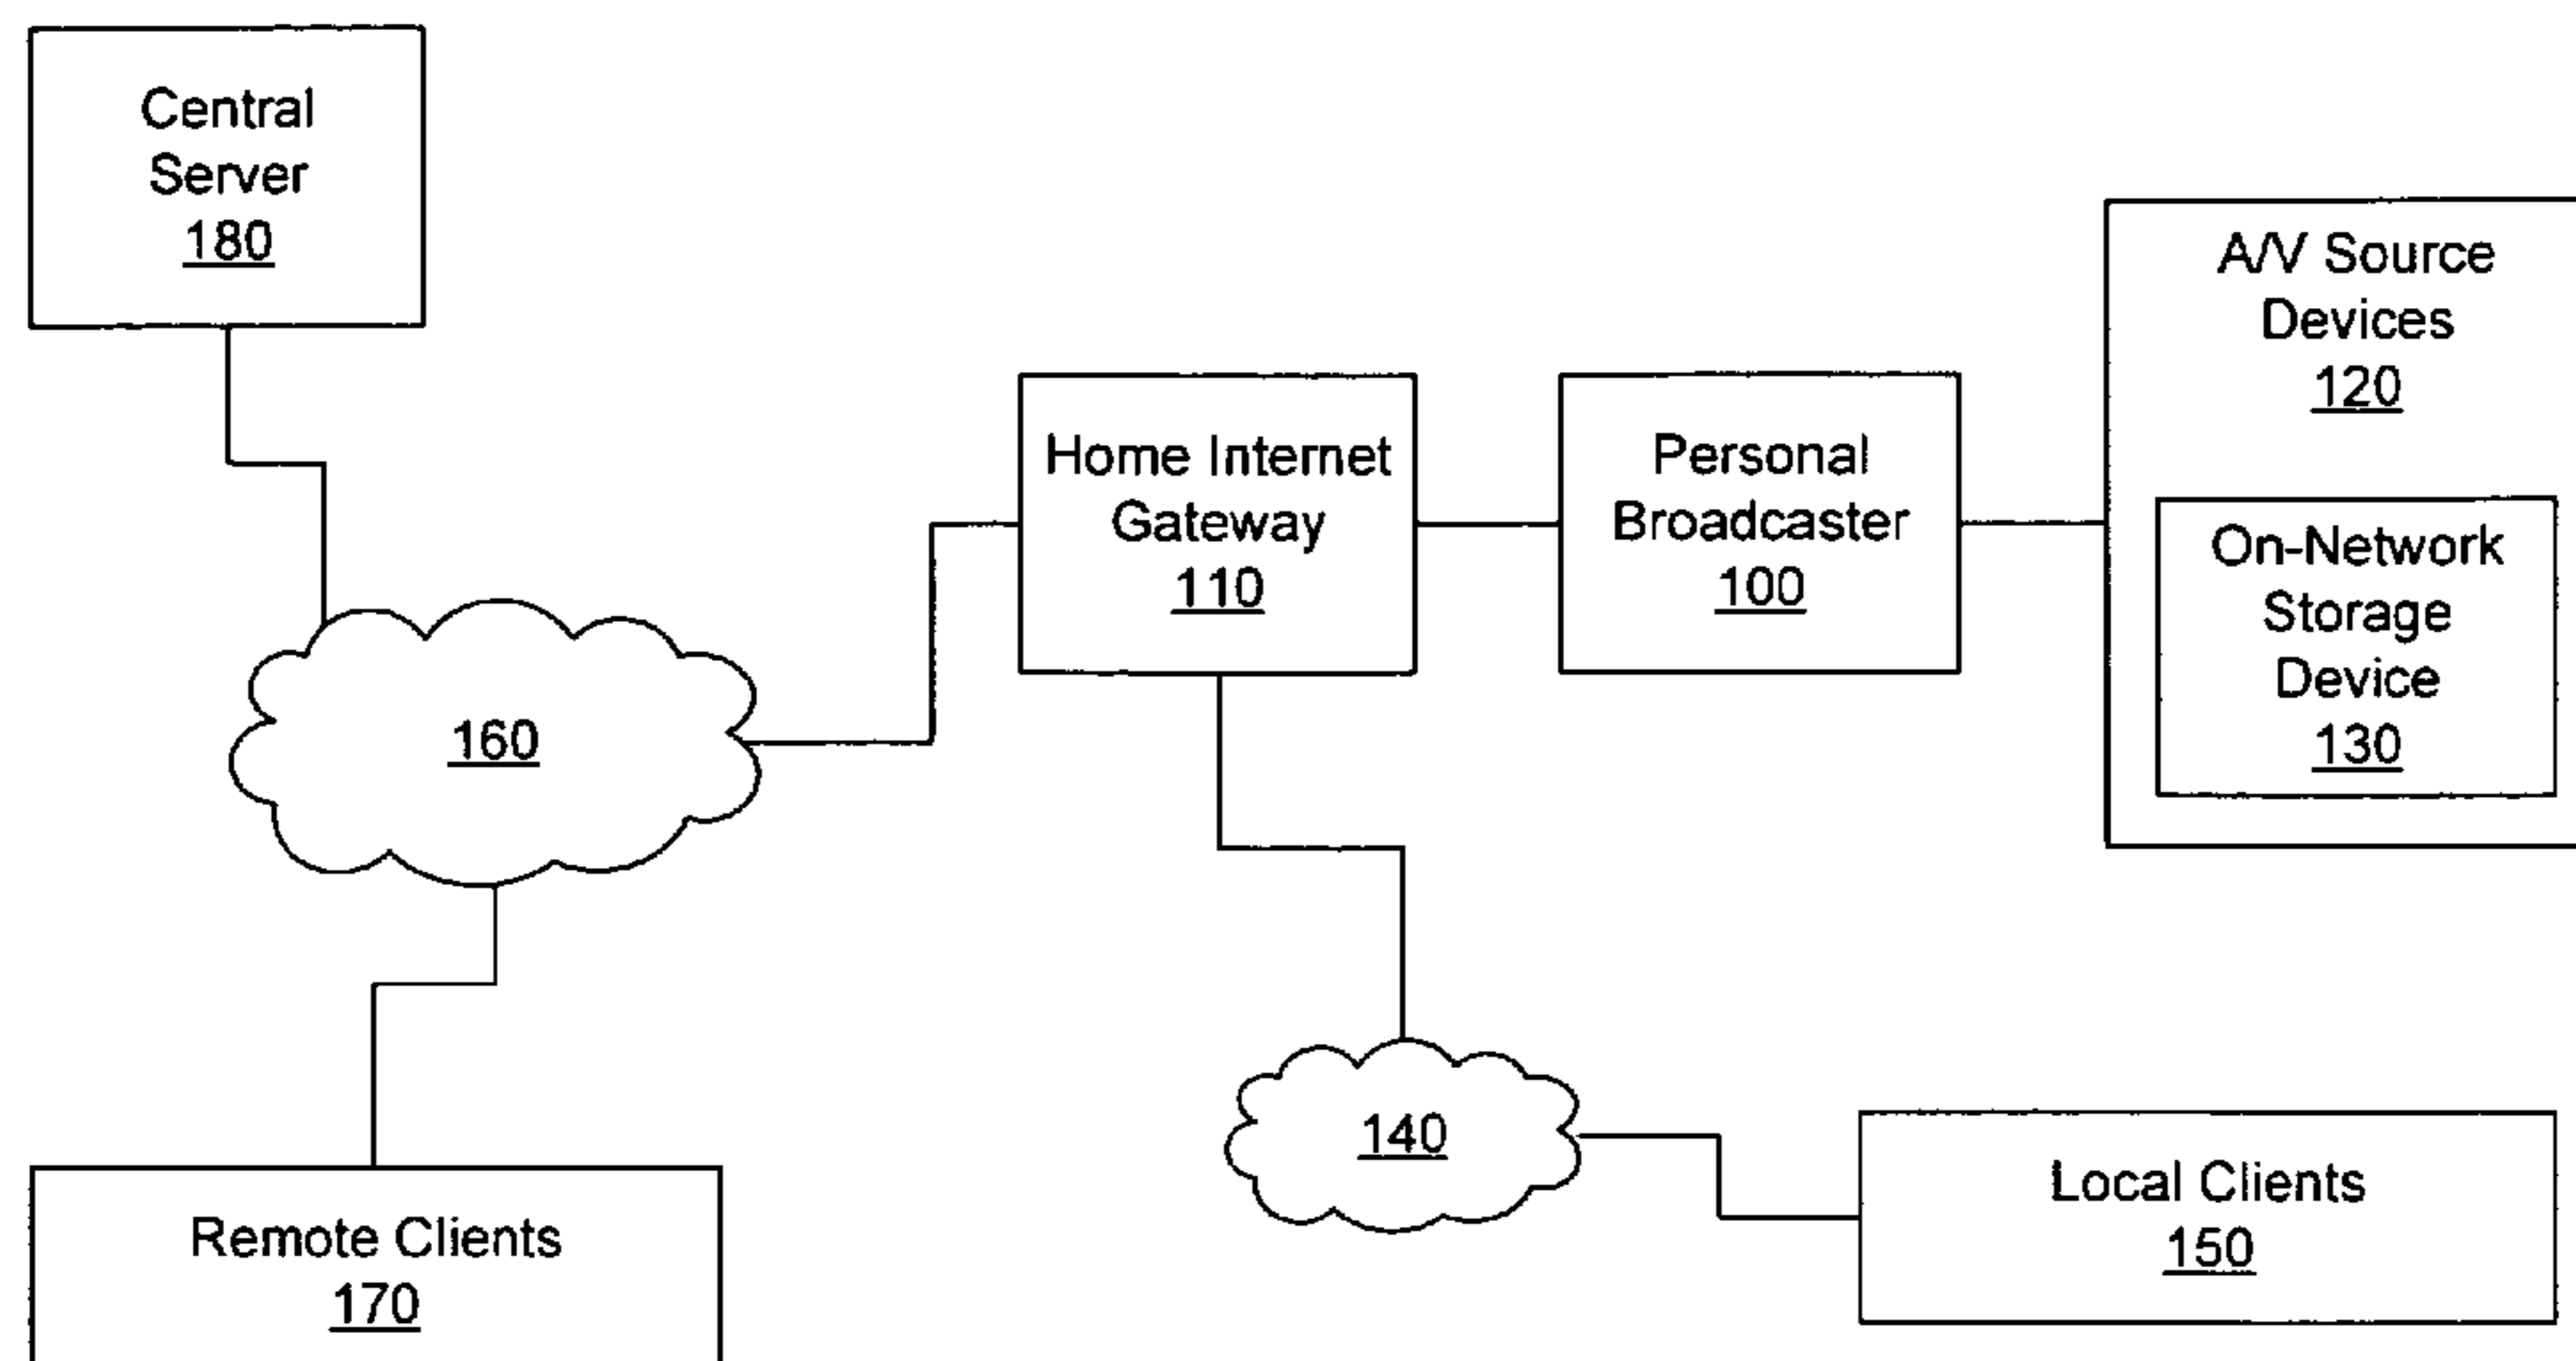 Central
Server
180
A/V Source
Devices
120
Home Internet
Gateway
110
Personal
Broadcaster
100
On-Network
Storage
Device
130
160
140
Local Clients
150
Remote Clients
170